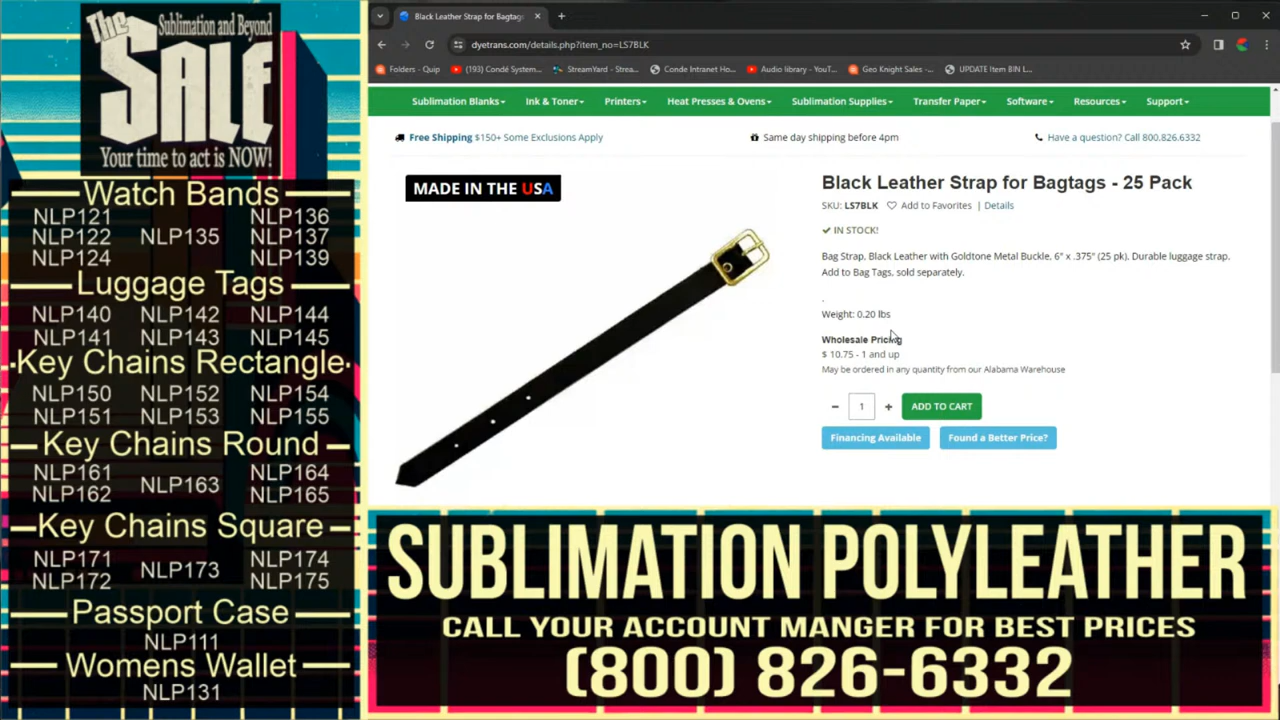 The
Sublimation and Beyond
SALE
Your time to act is NOW!
Watch Bands
NLP121 NLP136
NLP122 NLP135 NLP137
NLP124 NLP139
Luggage Tags
NLP140 NLP142 NLP144
NLP141 NLP143 NLP145
Key Chains Rectangle
NLP150 NLP152 NLP154
NLP151 NLP153 NLP155
Key Chains Round
NLP161 NLP164
NLP163
NLP162 NLP165
Key Chains Square
NLP171 NLP174
NLP173
NLP172 NLP175
Passport Case
NLP111
Womens Wallet
NLP131
Black Leather Strap for Bagtags
dyetrans.com/details.php?item_no=LS7BLK
Folders - Quip (193) Condé System... StreamYard - Strea... Conde Intranet Ho... Audio library - YouT... Geo Knight Sales -... UPDATE Item BIN L...
Sublimation Blanks Ink & Toner Printers Heat Presses & Ovens Sublimation Supplies Transfer Paper Software Resources Support
Free Shipping $150+ Some Exclusions Apply Same day shipping before 4pm Have a question? Call 800.826.6332
MADE IN THE USA
Black Leather Strap for Bagtags - 25 Pack
SKU: LS7BLK Add to Favorites | Details
IN STOCK!
Bag Strap, Black Leather with Goldtone Metal Buckle, 6" x .375" (25 pk). Durable luggage strap.
Add to Bag Tags, sold separately.
.
Weight: 0.20 lbs
Wholesale Pricing
$ 10.75 - 1 and up
May be ordered in any quantity from our Alabama Warehouse
- 1 + ADD TO CART
Financing Available Found a Better Price?
SUBLIMATION POLYLEATHER
CALL YOUR ACCOUNT MANGER FOR BEST PRICES
(800) 826-6332